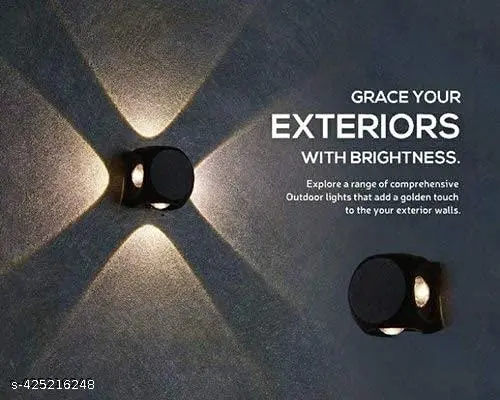 GRACE YOUR
EXTERIORS
WITH BRIGHTNESS.
Explore a range of comprehensive
Outdoor lights that add a golden touch
to the your exterior walls.
s-425216248